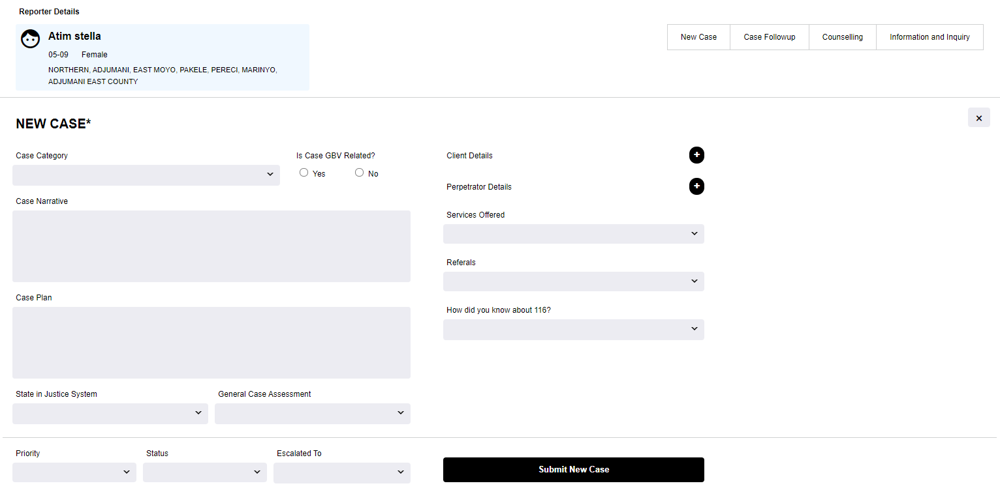 Reporter Details
Atim stella
05-09 Female
NORTHERN, ADJUMANI, EAST MOYO, PAKELE, PERECI, MARINYO,
ADJUMANI EAST COUNTY
New Case Case Followup Counselling Information and Inquiry
NEW CASE*
×
Case Category
Is Case GBV Related?
Yes No
Case Narrative
Case Plan
State in Justice System
General Case Assessment
Client Details
+
Perpetrator Details
+
Services Offered
Referals
How did you know about 116?
Priority
Status
Escalated To
Submit New Case